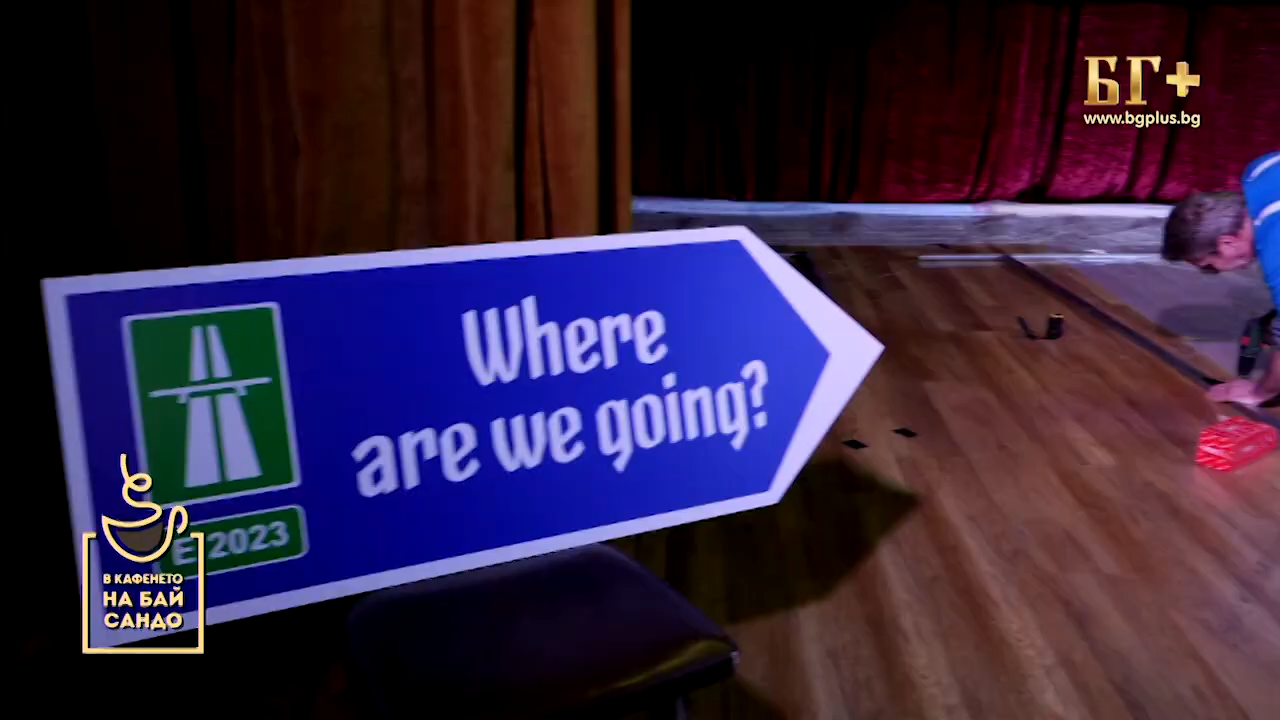 БГ+
www.bgplus.bg
Where
are we going?
E 2023
В КАФЕНЕТО
НА БАЙ
САНДО